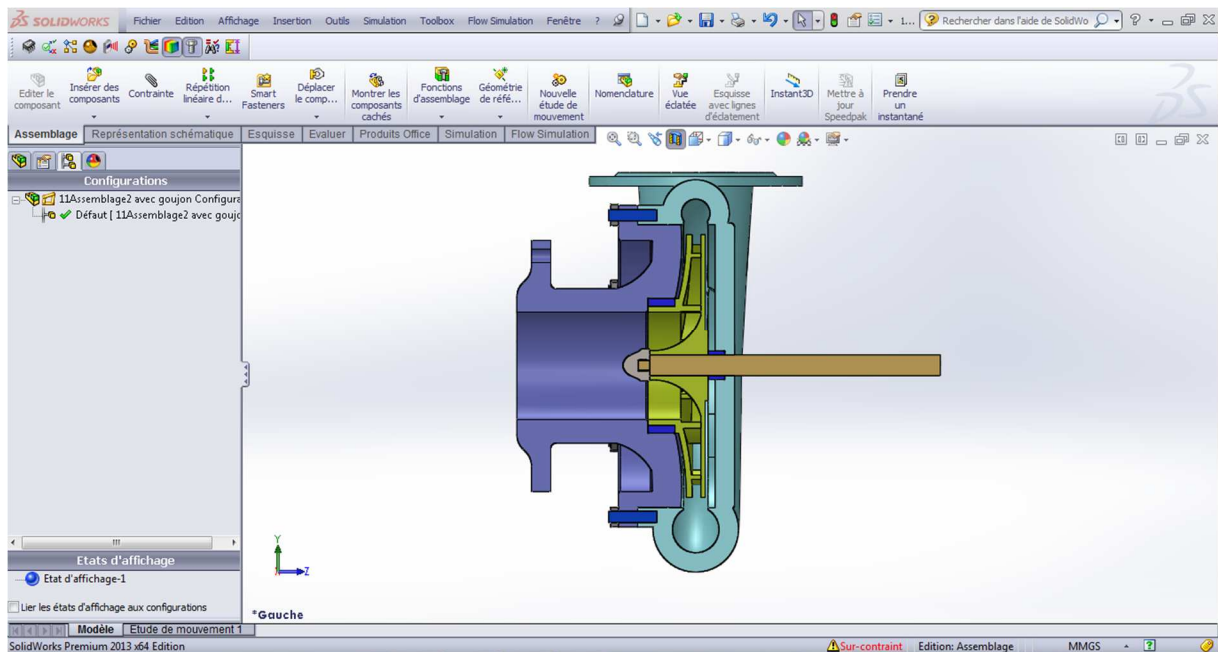 SOLIDWORKS Fichier Edition Affichage Insertion Outils Simulation Toolbox Flow Simulation Fenêtre ? 1... Rechercher dans l'aide de SolidWo ?
Editer le composant
Insérer des composants
Contrainte
Répétition linéaire d...
Smart Fasteners
Déplacer le comp...
Montrer les composants cachés
Fonctions d'assemblage
Géométrie de réfé...
Nouvelle étude de mouvement
Nomenclature
Vue éclatée
Esquisse avec lignes d'éclatement
Instant3D
Mettre à jour Speedpak
Prendre un instantané
Assemblage Représentation schématique Esquisse Evaluer Produits Office Simulation Flow Simulation
Configurations
11Assemblage2 avec goujon Configura
Défaut [ 11Assemblage2 avec goujo
Etats d'affichage
Etat d'affichage-1
Lier les états d'affichage aux configurations
Y
Z
*Gauche
Modèle Etude de mouvement 1
SolidWorks Premium 2013 x64 Edition Sur-contraint Edition: Assemblage MMGS ?